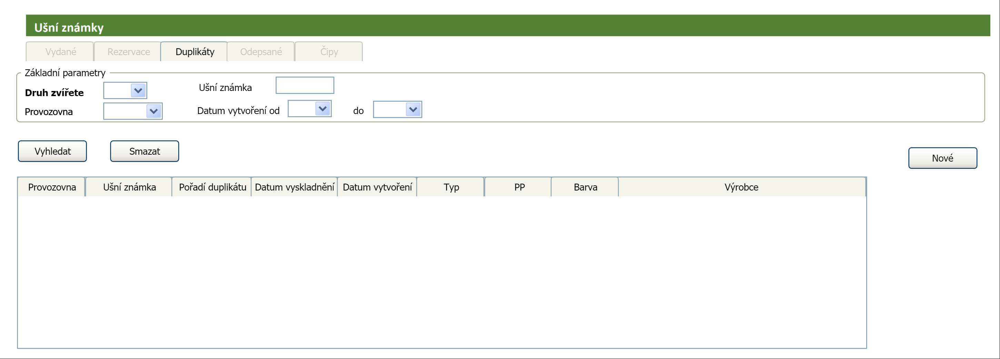 Ušní známky
Vydané Rezervace Duplikáty Odepsané Čipy
Základní parametry
Druh zvířete Ušní známka
Provozovna Datum vytvoření od do
Vyhledat Smazat Nové
Provozovna Ušní známka Pořadí duplikátu Datum vyskladnění Datum vytvoření Typ PP Barva Výrobce